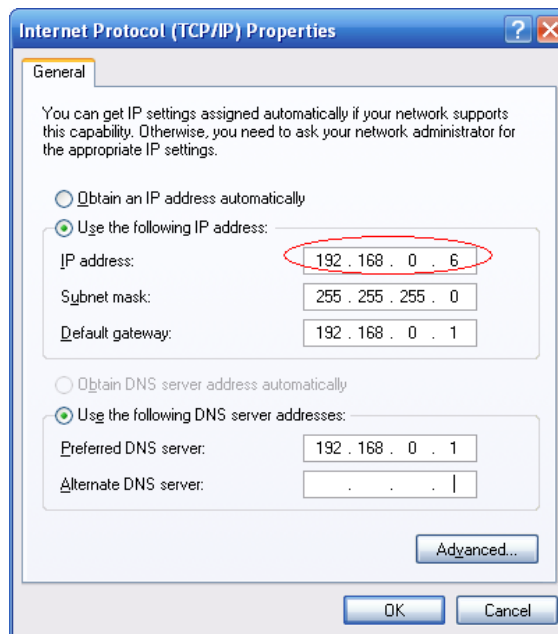 Internet Protocol (TCP/IP) Properties
General
You can get IP settings assigned automatically if your network supports
this capability. Otherwise, you need to ask your network administrator for
the appropriate IP settings.
Obtain an IP address automatically
Use the following IP address:
IP address: 192 . 168 . 0 . 6
Subnet mask: 255 . 255 . 255 . 0
Default gateway: 192 . 168 . 0 . 1
Obtain DNS server address automatically
Use the following DNS server addresses:
Preferred DNS server: 192 . 168 . 0 . 1
Alternate DNS server: . . .
Advanced...
OK Cancel